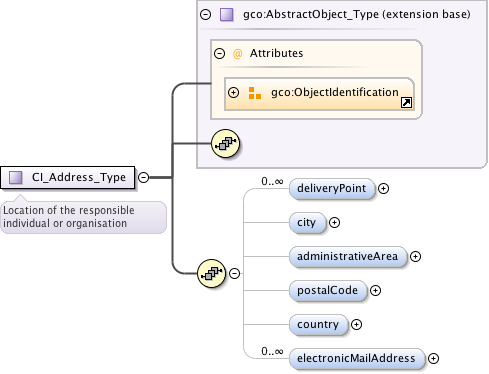 gco:AbstractObject_Type (extension base)
@ Attributes
gco:ObjectIdentification
CI_Address_Type
Location of the responsible
individual or organisation
0..∞
deliveryPoint
city
administrativeArea
postalCode
country
0..∞
electronicMailAddress